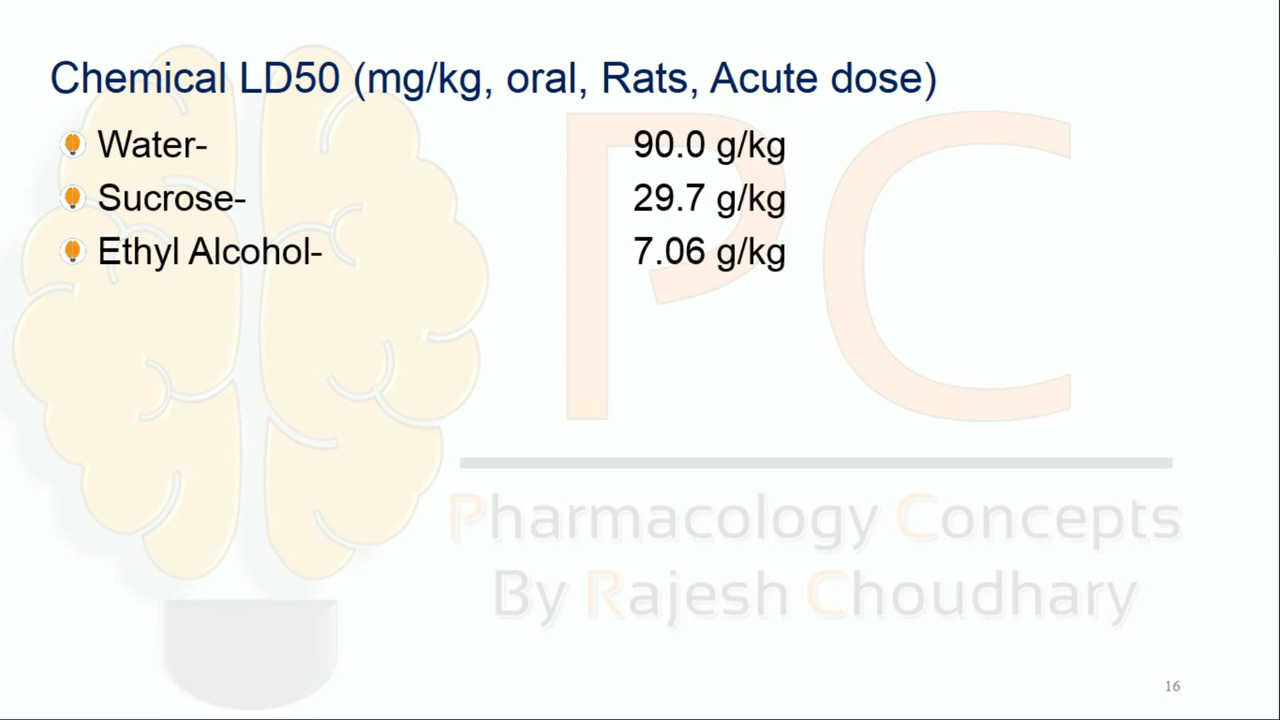 Chemical LD50 (mg/kg, oral, Rats, Acute dose)
Water- 90.0 g/kg
Sucrose- 29.7 g/kg
Ethyl Alcohol- 7.06 g/kg
PC
Pharmacology Concepts
By Rajesh Choudhary
16